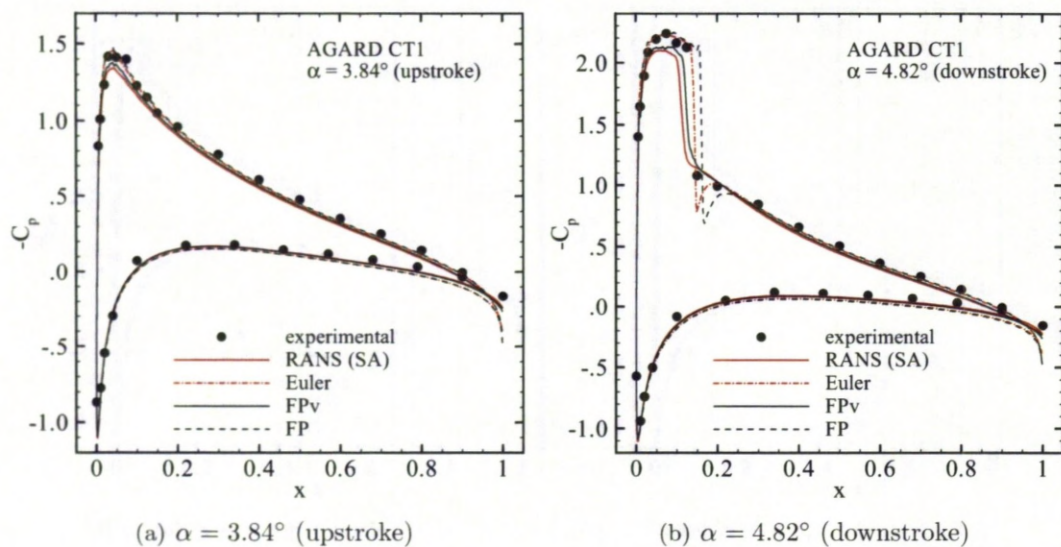 AGARD CT1
α = 3.84° (upstroke)
1.5
1.0
.5
.0
-.5
-1.0
-Cp
experimental
RANS (SA)
Euler
FPv
FP
0
0.2
0.4
0.6
0.8
1
x
(a) α = 3.84° (upstroke)
AGARD CT1
α = 4.82° (downstroke)
2.0
1.5
1.0
0.5
.0
-.5
-1.0
-Cp
experimental
RANS (SA)
Euler
FPv
FP
0
0.2
0.4
0.6
0.8
1
x
(b) α = 4.82° (downstroke)